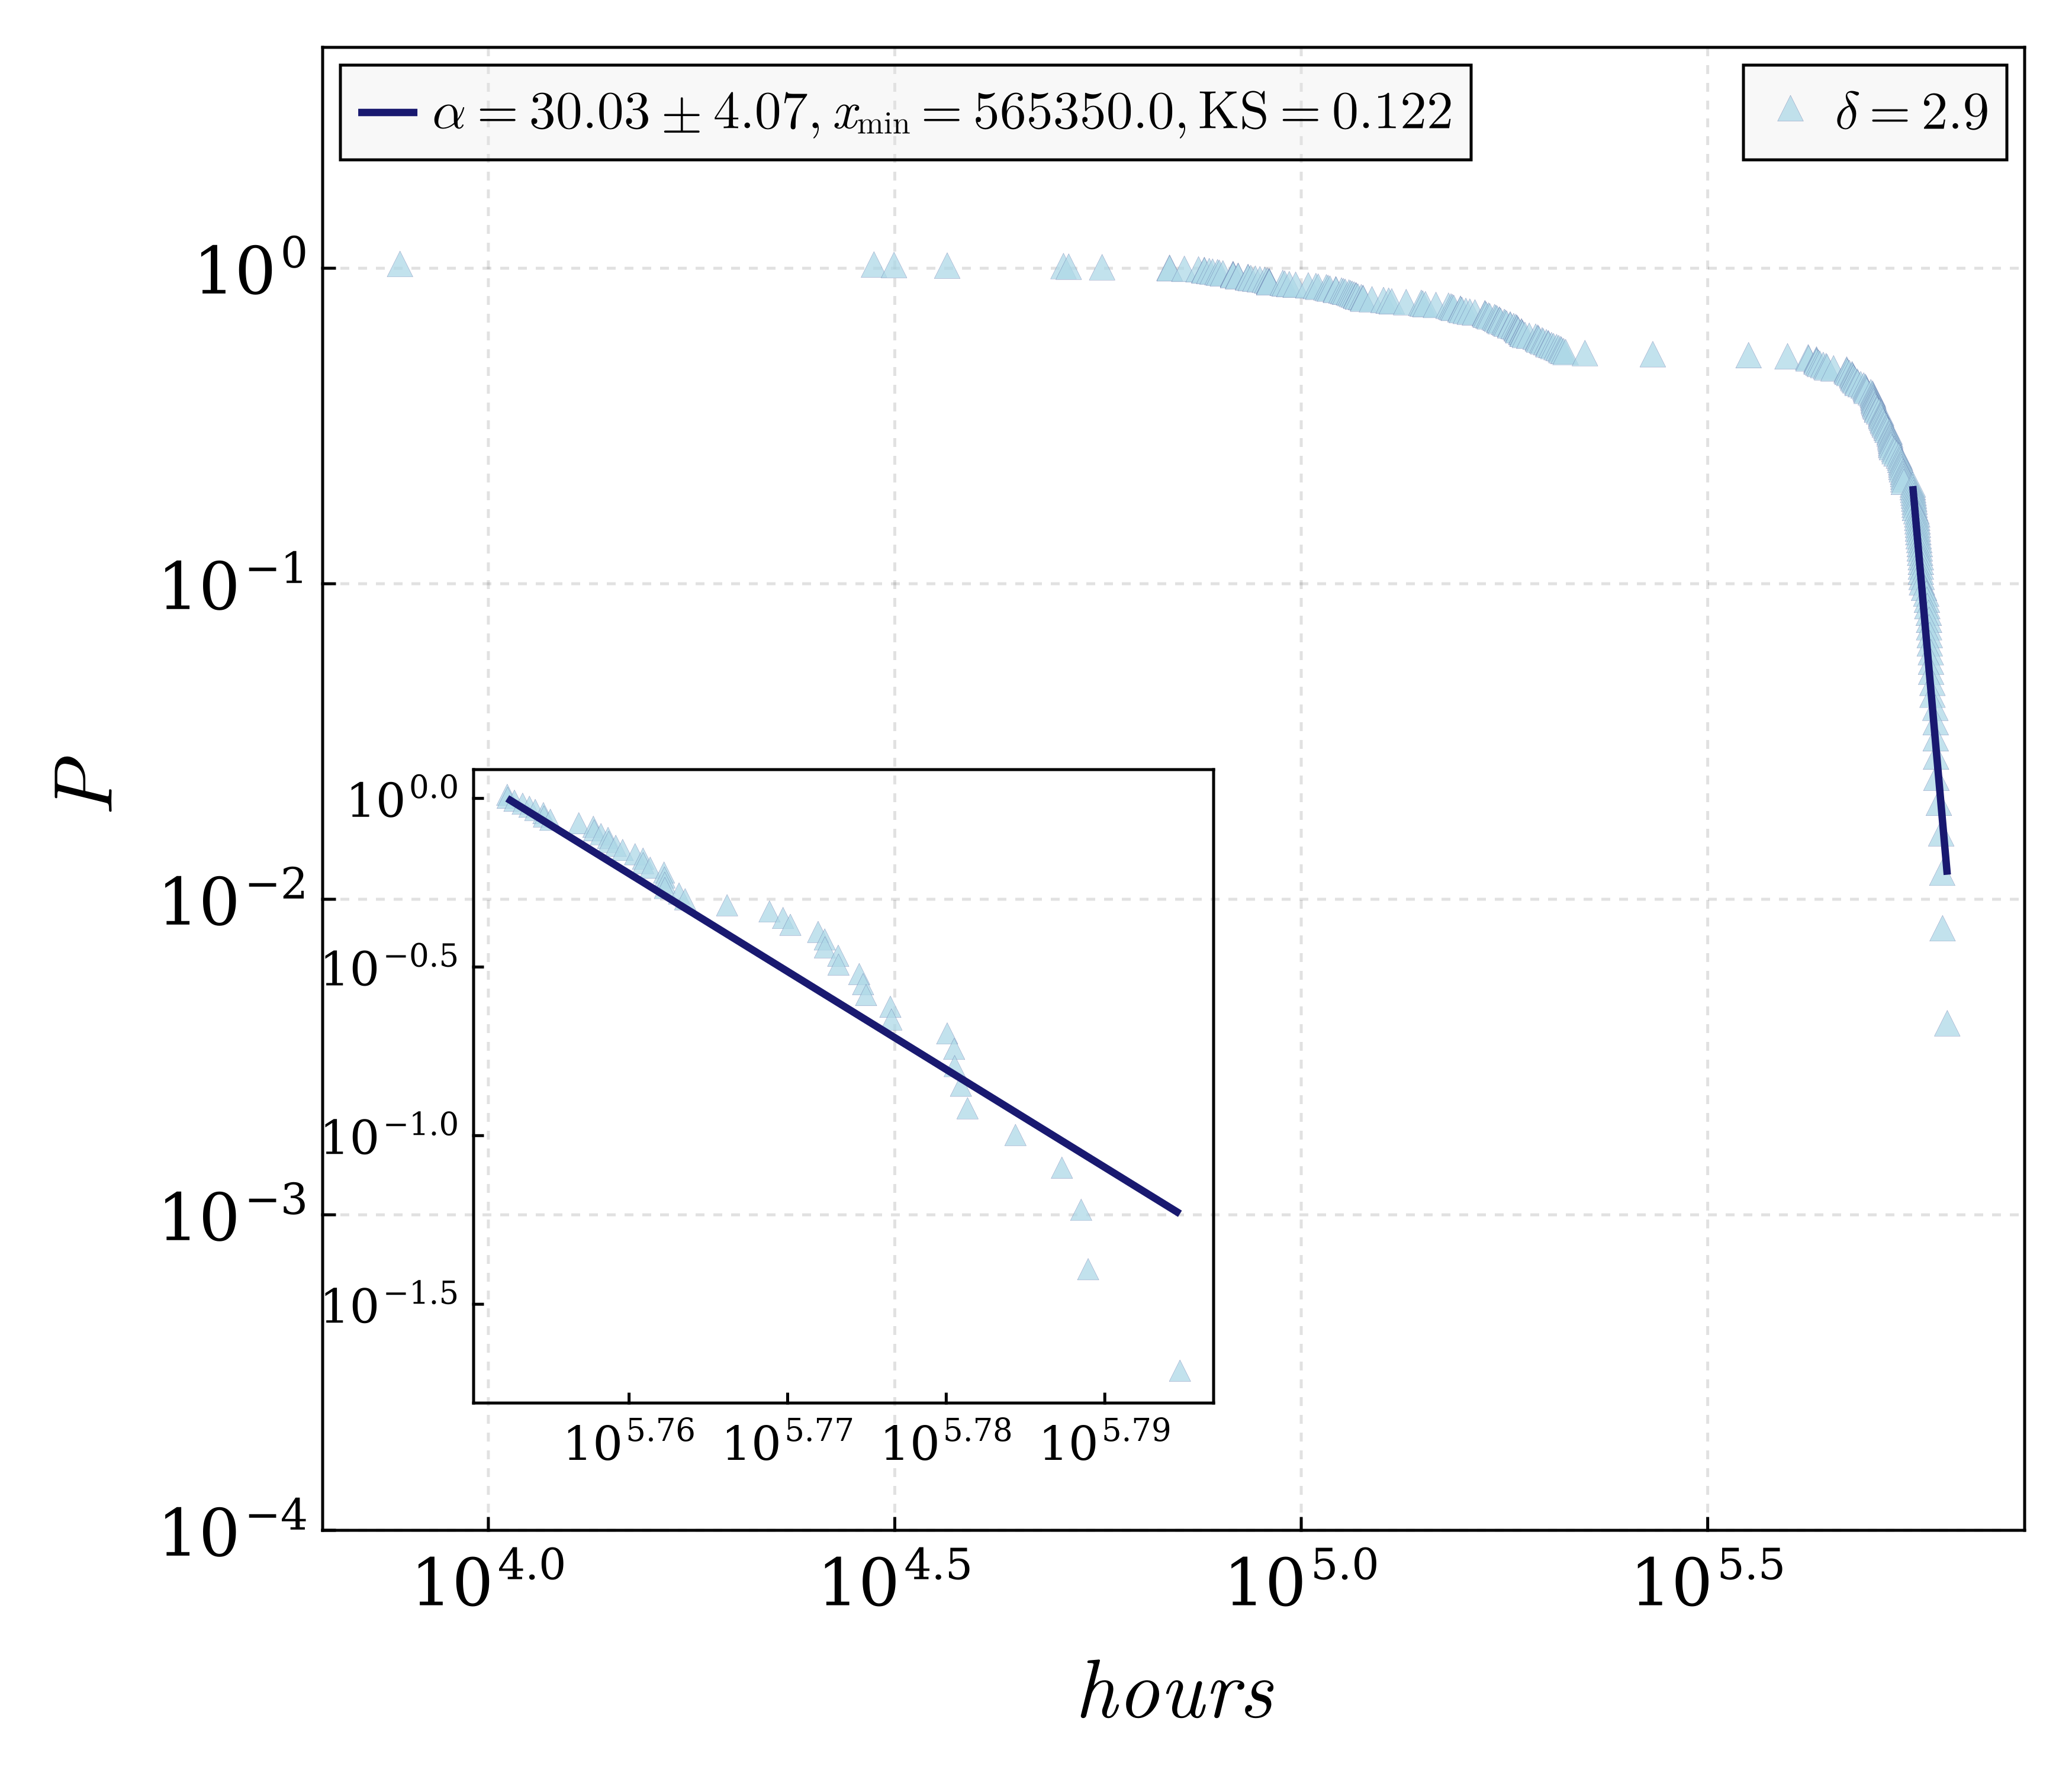 α = 30.03 ± 4.07, xmin = 565350.0, KS = 0.122
δ = 2.9
10^0
10^−1
10^−2
10^−3
10^−4
P
10^0.0
10^−0.5
10^−1.0
10^−1.5
10^5.76 10^5.77 10^5.78 10^5.79
10^4.0 10^4.5 10^5.0 10^5.5
hours